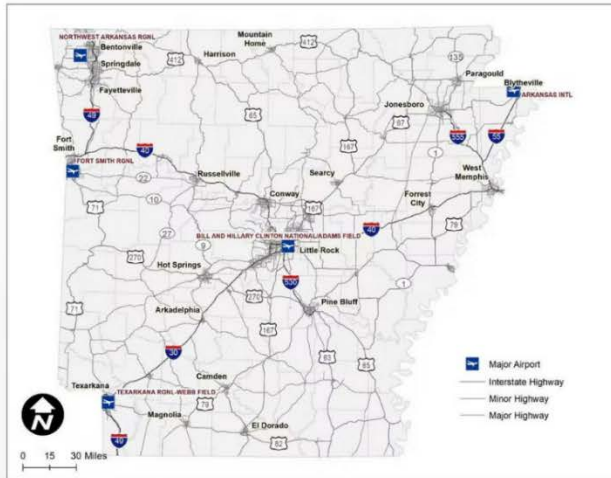 NORTHWEST ARKANSAS RGNL
Bentonville
Springdale
Fayetteville
Harrison
Mountain
Home
412
412
135
Paragould
Blytheville
ARKANSAS INTL
Jonesboro
49
65
67
555
55
Fort
Smith
FORT SMITH RGNL
40
167
1
22
Russellville
Searcy
West
Memphis
71
10
Conway
Forrest
City
167
27
BILL AND HILLARY CLINTON NATIONAL/ADAMS FIELD
40
79
9
Little Rock
270
Hot Springs
530
1
270
Pine Bluff
71
Arkadelphia
167
30
63
65
Texarkana
Camden
TEXARKANA RGNL-WEBB FIELD
79
Magnolia
El Dorado
49
82
Major Airport
Interstate Highway
Minor Highway
Major Highway
N
0 15 30 Miles